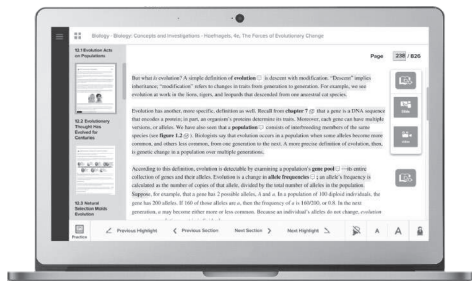 Biology - Biology: Concepts and Investigations - Hoefnagels, 4e, The Forces of Evolutionary Change
Page 238 / B26
12.1 Evolution Acts
on Populations
12.2 Evolutionary
Thought Has
Evolved for
Centuries
12.3 Natural
Selection Molds
Evolution
But what is evolution? A simple definition of evolution is descent with modification. "Descent" implies
inheritance; "modification" refers to changes in traits from generation to generation. For example, we see
evolution at work in the lions, tigers, and leopards that descended from one ancestral cat species.
Evolution has another, more specific, definition as well. Recall from chapter 7 that a gene is a DNA sequence
that encodes a protein; in part, an organism's proteins determine its traits. Moreover, each gene can have multiple
versions, or alleles. We have also seen that a population consists of interbreeding members of the same
species (see figure 1.2). Biologists say that evolution occurs in a population when some alleles become more
common, and others less common, from one generation to the next. A more precise definition of evolution, then,
is genetic change in a population over multiple generations.
According to this definition, evolution is detectable by examining a population's gene pool —its entire
collection of genes and their alleles. Evolution is a change in allele frequencies; an allele's frequency is
calculated as the number of copies of that allele, divided by the total number of alleles in the population.
Suppose, for example, that a gene has 2 possible alleles, A and a. In a population of 100 diploid individuals, the
gene has 200 alleles. If 160 of those alleles are a, then the frequency of a is 160/200, or 0.8. In the next
generation, a may become either more or less common. Because an individual's alleles do not change, evolution
Practice
Previous Highlight
Previous Section
Next Section
Next Highlight
A
A